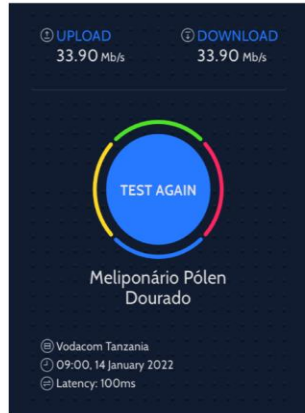 UPLOAD
33.90 Mb/s
DOWNLOAD
33.90 Mb/s
TEST AGAIN
Meliponário Pólen
Dourado
Vodacom Tanzania
09:00, 14 January 2022
Latency: 100ms